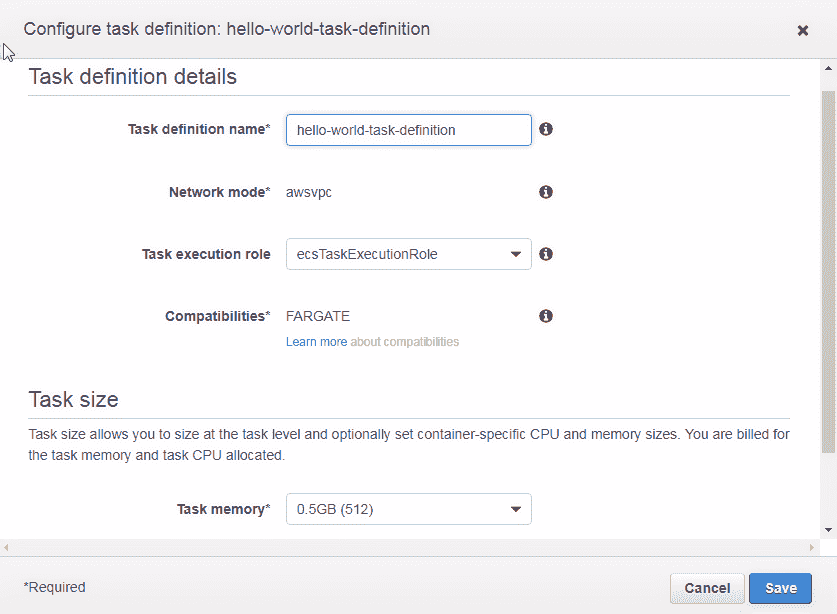 Configure task definition: hello-world-task-definition
Task definition details
Task definition name* hello-world-task-definition
Network mode* awsvpc
Task execution role ecsTaskExecutionRole
Compatibilities* FARGATE
Learn more about compatibilities
Task size
Task size allows you to size at the task level and optionally set container-specific CPU and memory sizes. You are billed for
the task memory and task CPU allocated.
Task memory* 0.5GB (512)
*Required Cancel Save